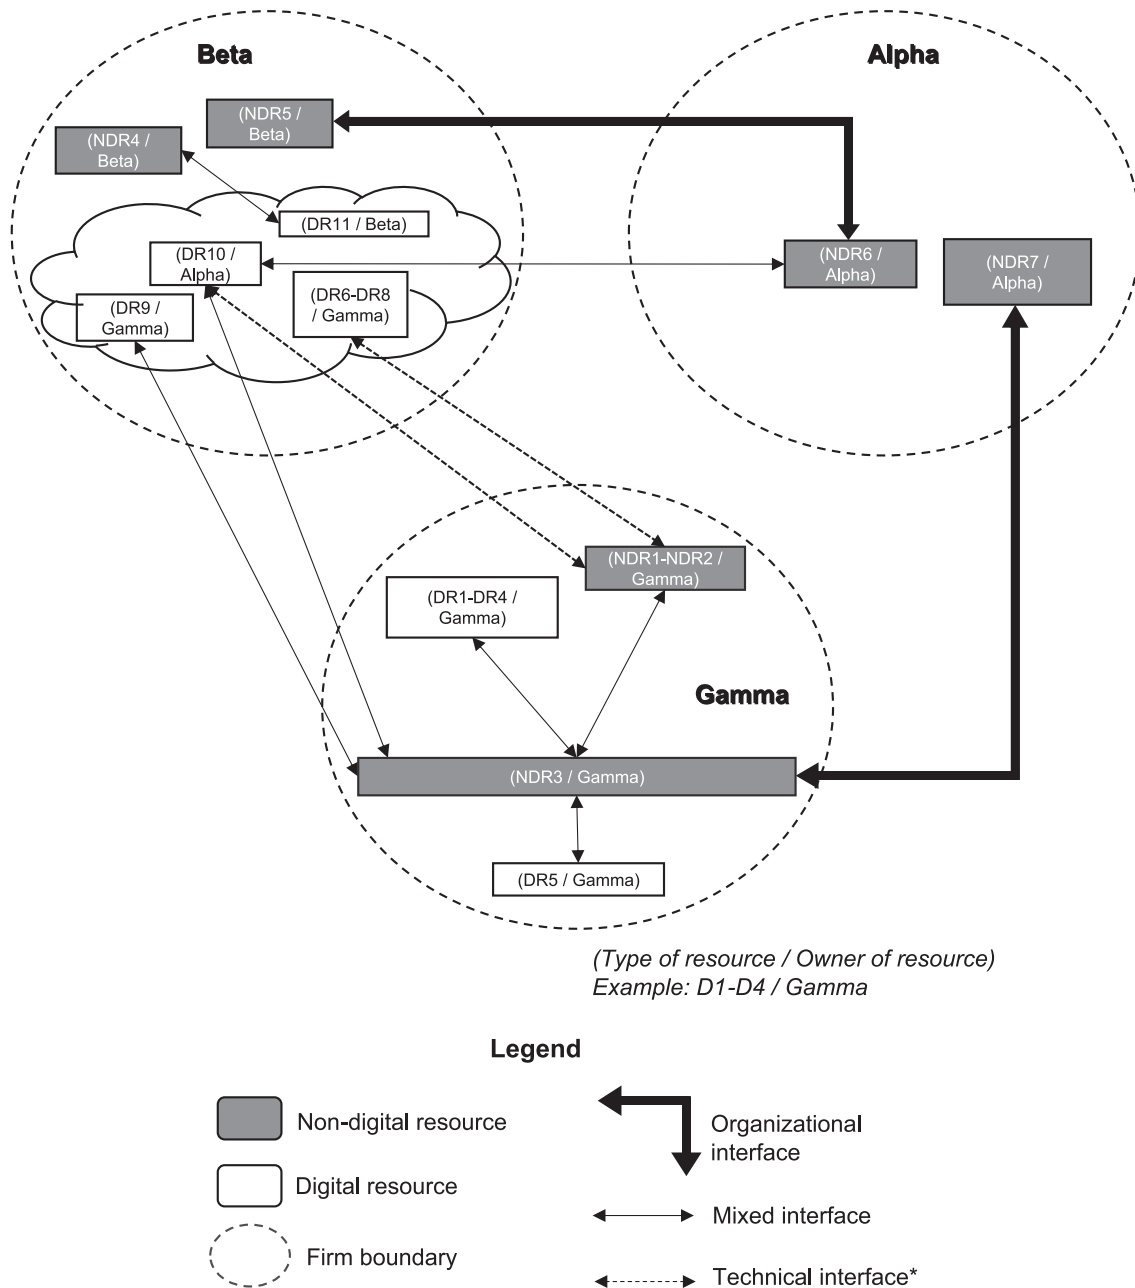 Beta
Alpha
(NDR5 /
Beta)
(NDR4 /
Beta)
(DR11 / Beta)
(DR10 /
Alpha)
(DR6-DR8
/ Gamma)
(DR9 /
Gamma)
(NDR6 /
Alpha)
(NDR7 /
Alpha)
(NDR1-NDR2 /
Gamma)
(DR1-DR4 /
Gamma)
Gamma
(NDR3 / Gamma)
(DR5 / Gamma)
(Type of resource / Owner of resource)
Example: D1-D4 / Gamma
Legend
Non-digital resource
Digital resource
Firm boundary
Organizational
interface
Mixed interface
Technical interface*